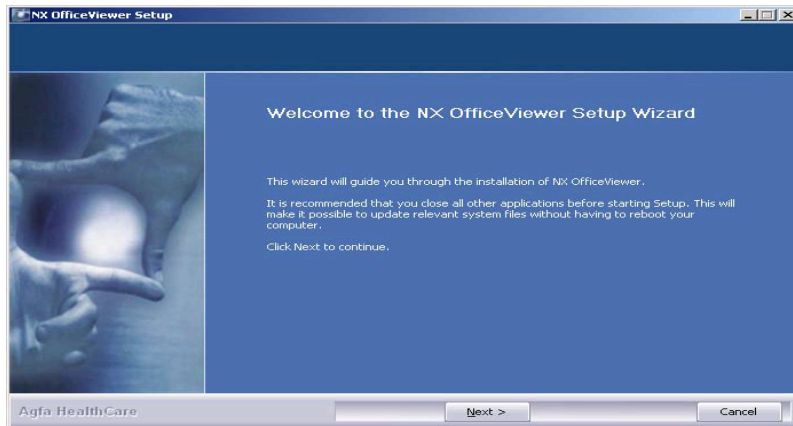 NX OfficeViewer Setup
Welcome to the NX OfficeViewer Setup Wizard
This wizard will guide you through the installation of NX OfficeViewer.
It is recommended that you close all other applications before starting Setup. This will
make it possible to update relevant system files without having to reboot your
computer.
Click Next to continue.
Agfa HealthCare
Next >
Cancel